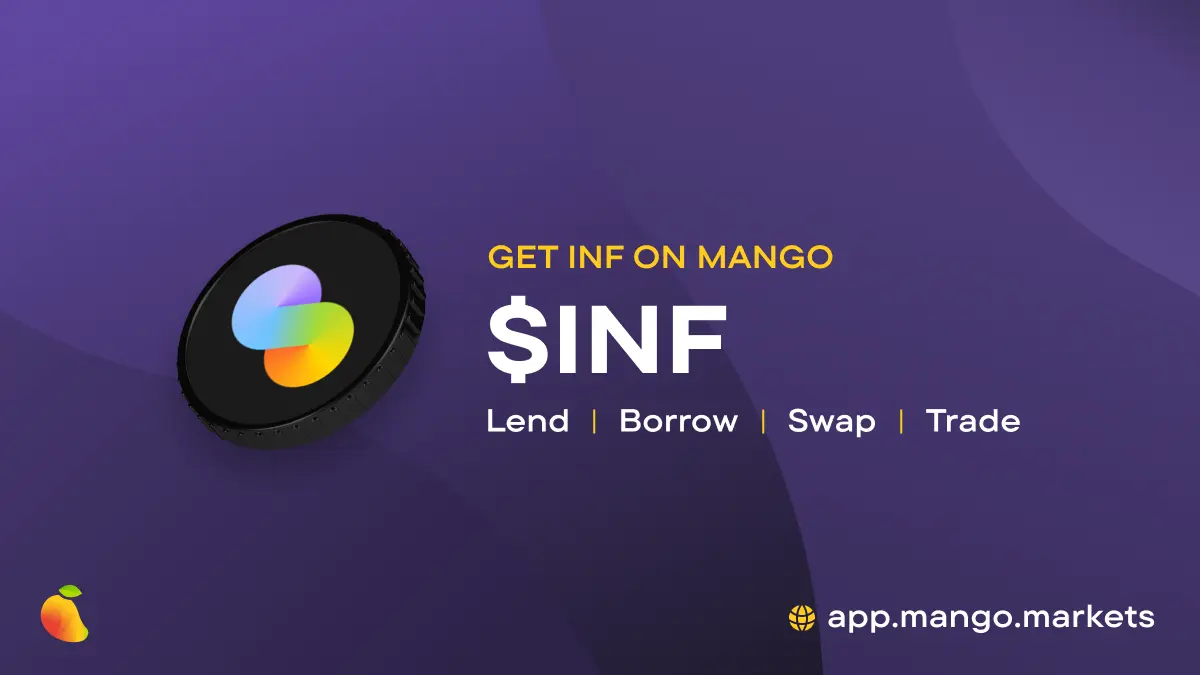 GET INF ON MANGO
$INF
Lend | Borrow | Swap | Trade
app.mango.markets